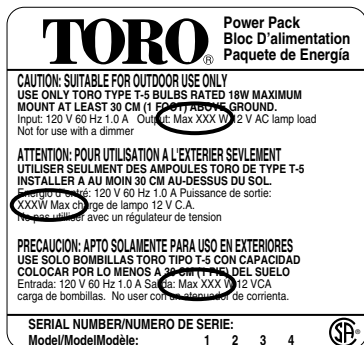 TORO®
Power Pack
Bloc D'alimentation
Paquete de Energía
CAUTION: SUITABLE FOR OUTDOOR USE ONLY
USE ONLY TORO TYPE T-5 BULBS RATED 18W MAXIMUM
MOUNT AT LEAST 30 CM (1 FOOT) ABOVE GROUND.
Input: 120 V 60 Hz 1.0 A Output: Max XXX W 12 V AC lamp load
Not for use with a dimmer
ATTENTION: POUR UTILISATION A L'EXTERIER SEVLEMENT
UTILISER SEULMENT DES AMPOULES TORO DE TYPE T-5
INSTALLER A AU MOIN 30 CM AU-DESSUS DU SOL.
Energio d'entré: 120 V 60 Hz 1.0 A Puissance de sortie:
XXXW Max charge de lampo 12 V C.A.
Ne pas utiliser avec un régulateur de tension
PRECAUCION: APTO SOLAMENTE PARA USO EN EXTERIORES
USE SOLO BOMBILLAS TORO TIPO T-5 CON CAPACIDAD
COLOCAR POR LO MENOS A 30 CM (1 PIE) DEL SUELO
Entrada: 120 V 60 Hz 1.0 A Salida: Max XXX W 12 VCA
carga de bombillas. No user con un atenuador de corrienta.
SERIAL NUMBER/NUMERO DE SERIE:
Model/ModelModèle: 1 2 3 4